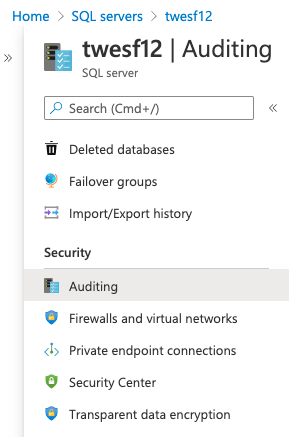 Home > SQL servers > twesf12
» twesf12 | Auditing
SQL server
Search (Cmd+/) «
Deleted databases
Failover groups
Import/Export history
Security
Auditing
Firewalls and virtual networks
Private endpoint connections
Security Center
Transparent data encryption